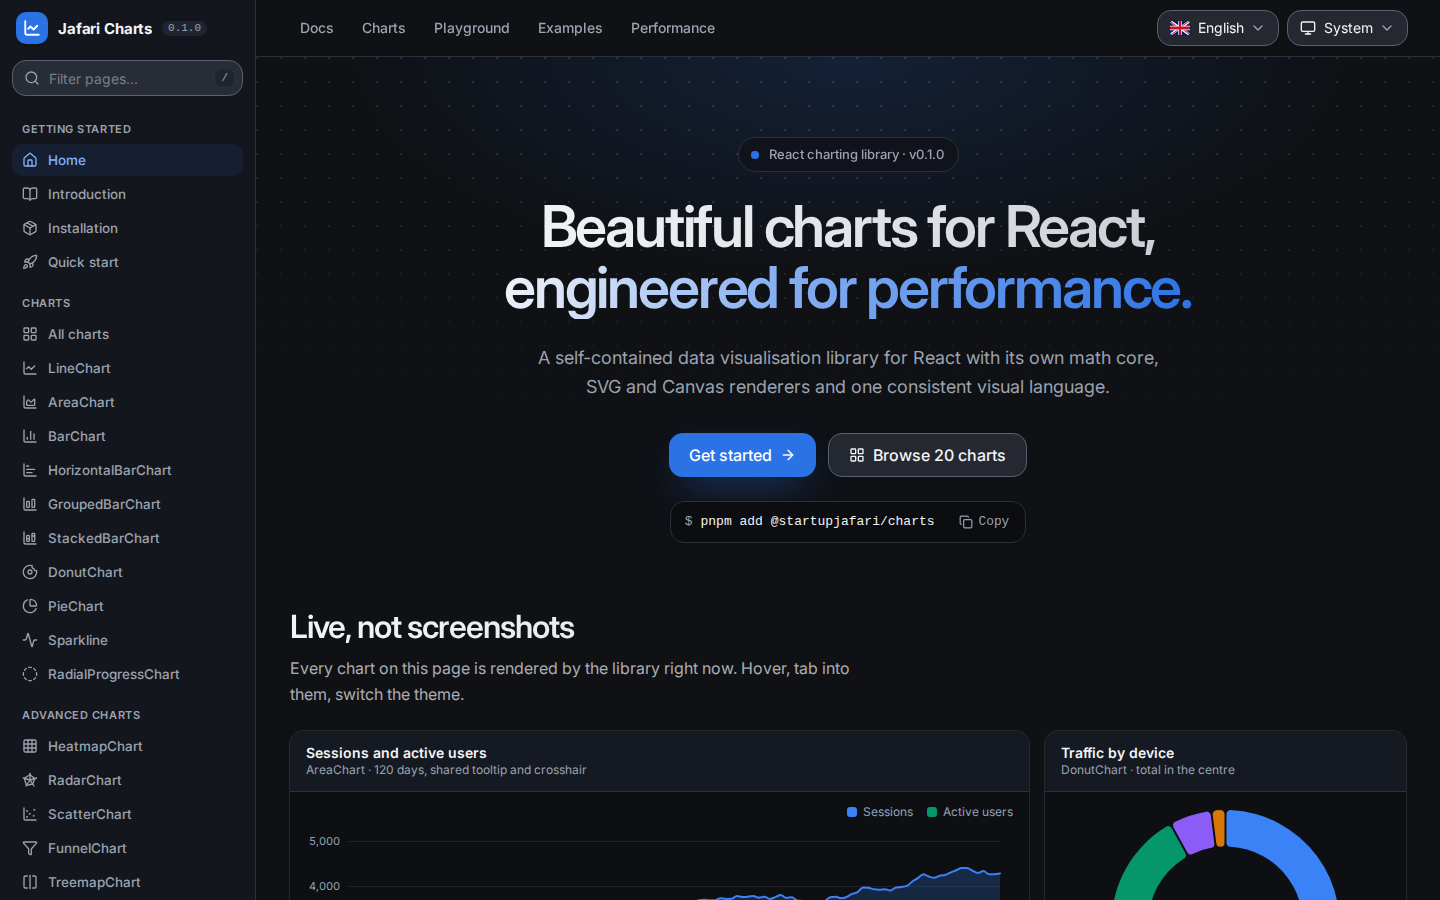 Jafari Charts 0.1.0
Filter pages... /
GETTING STARTED
Home
Introduction
Installation
Quick start
CHARTS
All charts
LineChart
AreaChart
BarChart
HorizontalBarChart
GroupedBarChart
StackedBarChart
DonutChart
PieChart
Sparkline
RadialProgressChart
ADVANCED CHARTS
HeatmapChart
RadarChart
ScatterChart
FunnelChart
TreemapChart
Docs Charts Playground Examples Performance
English System
React charting library · v0.1.0
Beautiful charts for React,
engineered for performance.
A self-contained data visualisation library for React with its own math core,
SVG and Canvas renderers and one consistent visual language.
Get started Browse 20 charts
$ pnpm add @startupjafari/charts Copy
Live, not screenshots
Every chart on this page is rendered by the library right now. Hover, tab into
them, switch the theme.
Sessions and active users
AreaChart · 120 days, shared tooltip and crosshair
Sessions Active users
5,000
4,000
Traffic by device
DonutChart · total in the centre